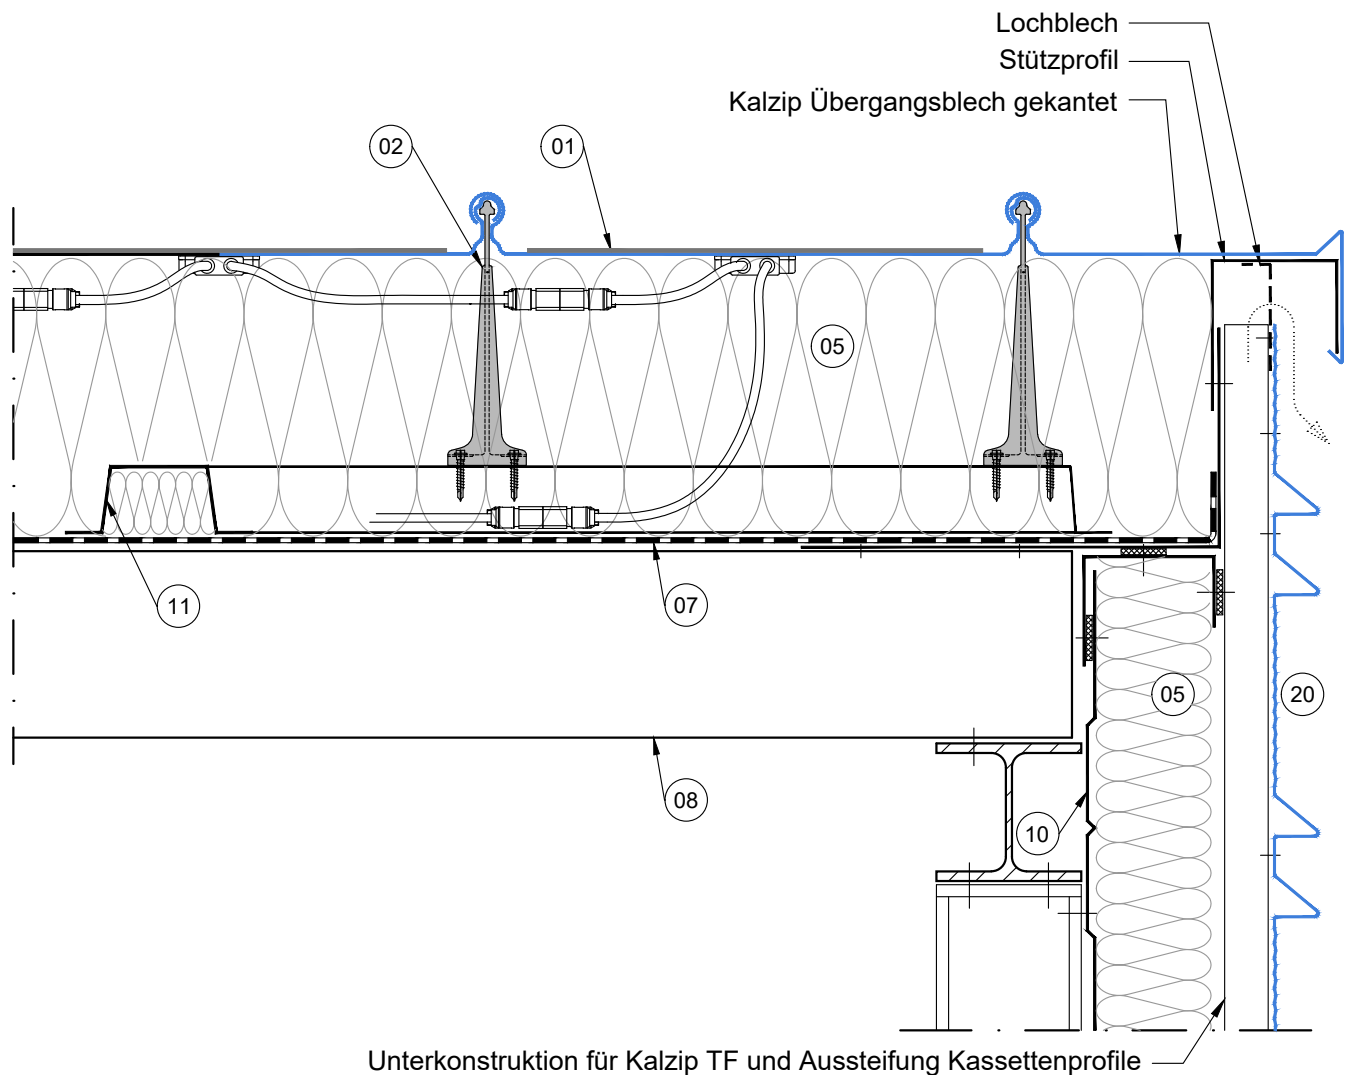 Lochblech
Stützprofil
Kalzip Übergangsblech gekantet
02
01
05
11
07
05
20
08
10
Unterkonstruktion für Kalzip TF und Aussteifung Kassettenprofile